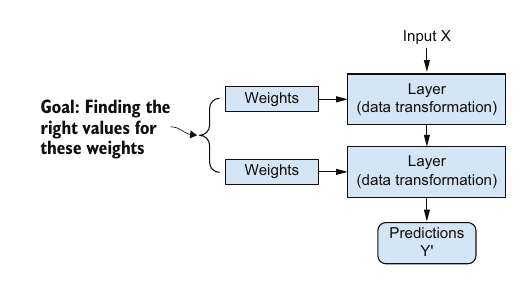 Input X
Weights
Layer
(data transformation)
Goal: Finding the
right values for
these weights
Weights
Layer
(data transformation)
Predictions
Y'